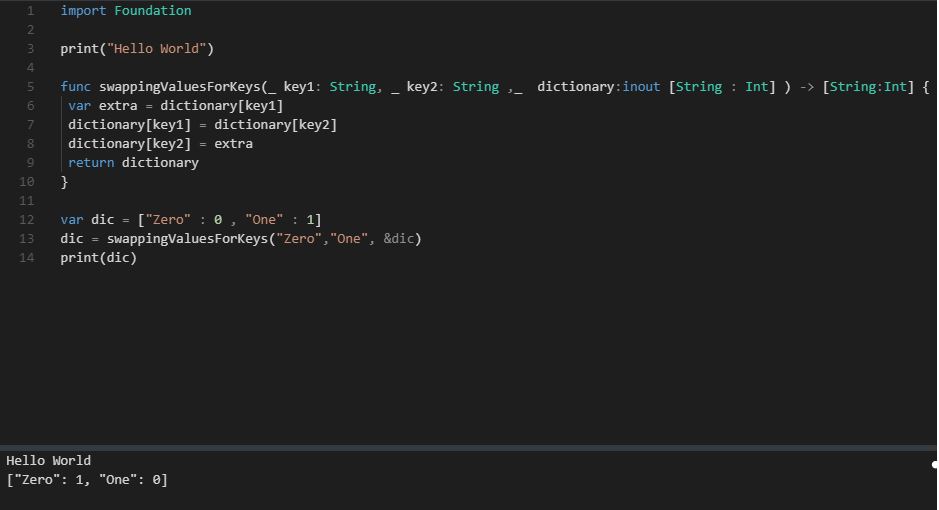 1 import Foundation
2
3 print("Hello World")
4
5 func swappingValuesForKeys(_ key1: String, _ key2: String ,_  dictionary:inout [String : Int] ) -> [String:Int] {
6  var extra = dictionary[key1]
7  dictionary[key1] = dictionary[key2]
8  dictionary[key2] = extra
9  return dictionary
10 }
11
12 var dic = ["Zero" : 0 , "One" : 1]
13 dic = swappingValuesForKeys("Zero","One", &dic)
14 print(dic)
Hello World
["Zero": 1, "One": 0]